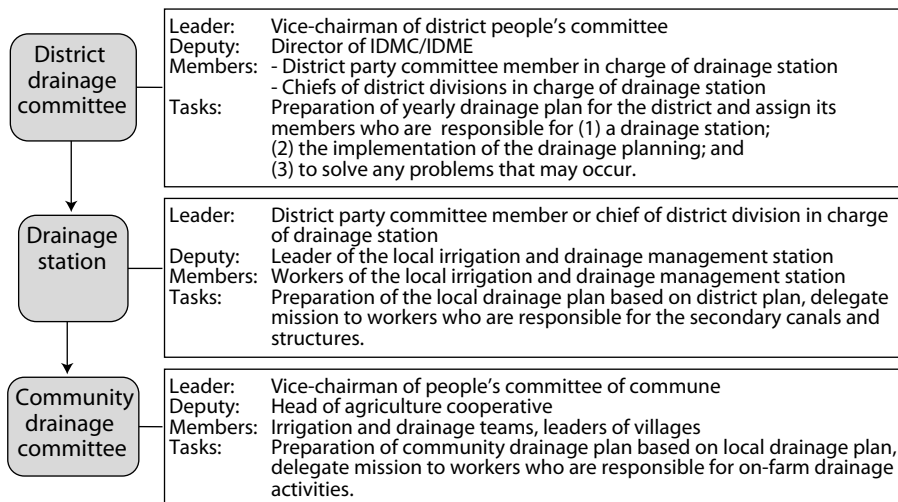 District
drainage
committee
Leader: Vice-chairman of district people's committee
Deputy: Director of IDMC/IDME
Members: - District party committee member in charge of drainage station
- Chiefs of district divisions in charge of drainage station
Tasks: Preparation of yearly drainage plan for the district and assign its
members who are responsible for (1) a drainage station;
(2) the implementation of the drainage planning; and
(3) to solve any problems that may occur.
Drainage
station
Leader: District party committee member or chief of district division in charge
of drainage station
Deputy: Leader of the local irrigation and drainage management station
Members: Workers of the local irrigation and drainage management station
Tasks: Preparation of the local drainage plan based on district plan, delegate
mission to workers who are responsible for the secondary canals and
structures.
Community
drainage
committee
Leader: Vice-chairman of people's committee of commune
Deputy: Head of agriculture cooperative
Members: Irrigation and drainage teams, leaders of villages
Tasks: Preparation of community drainage plan based on local drainage plan,
delegate mission to workers who are responsible for on-farm drainage
activities.